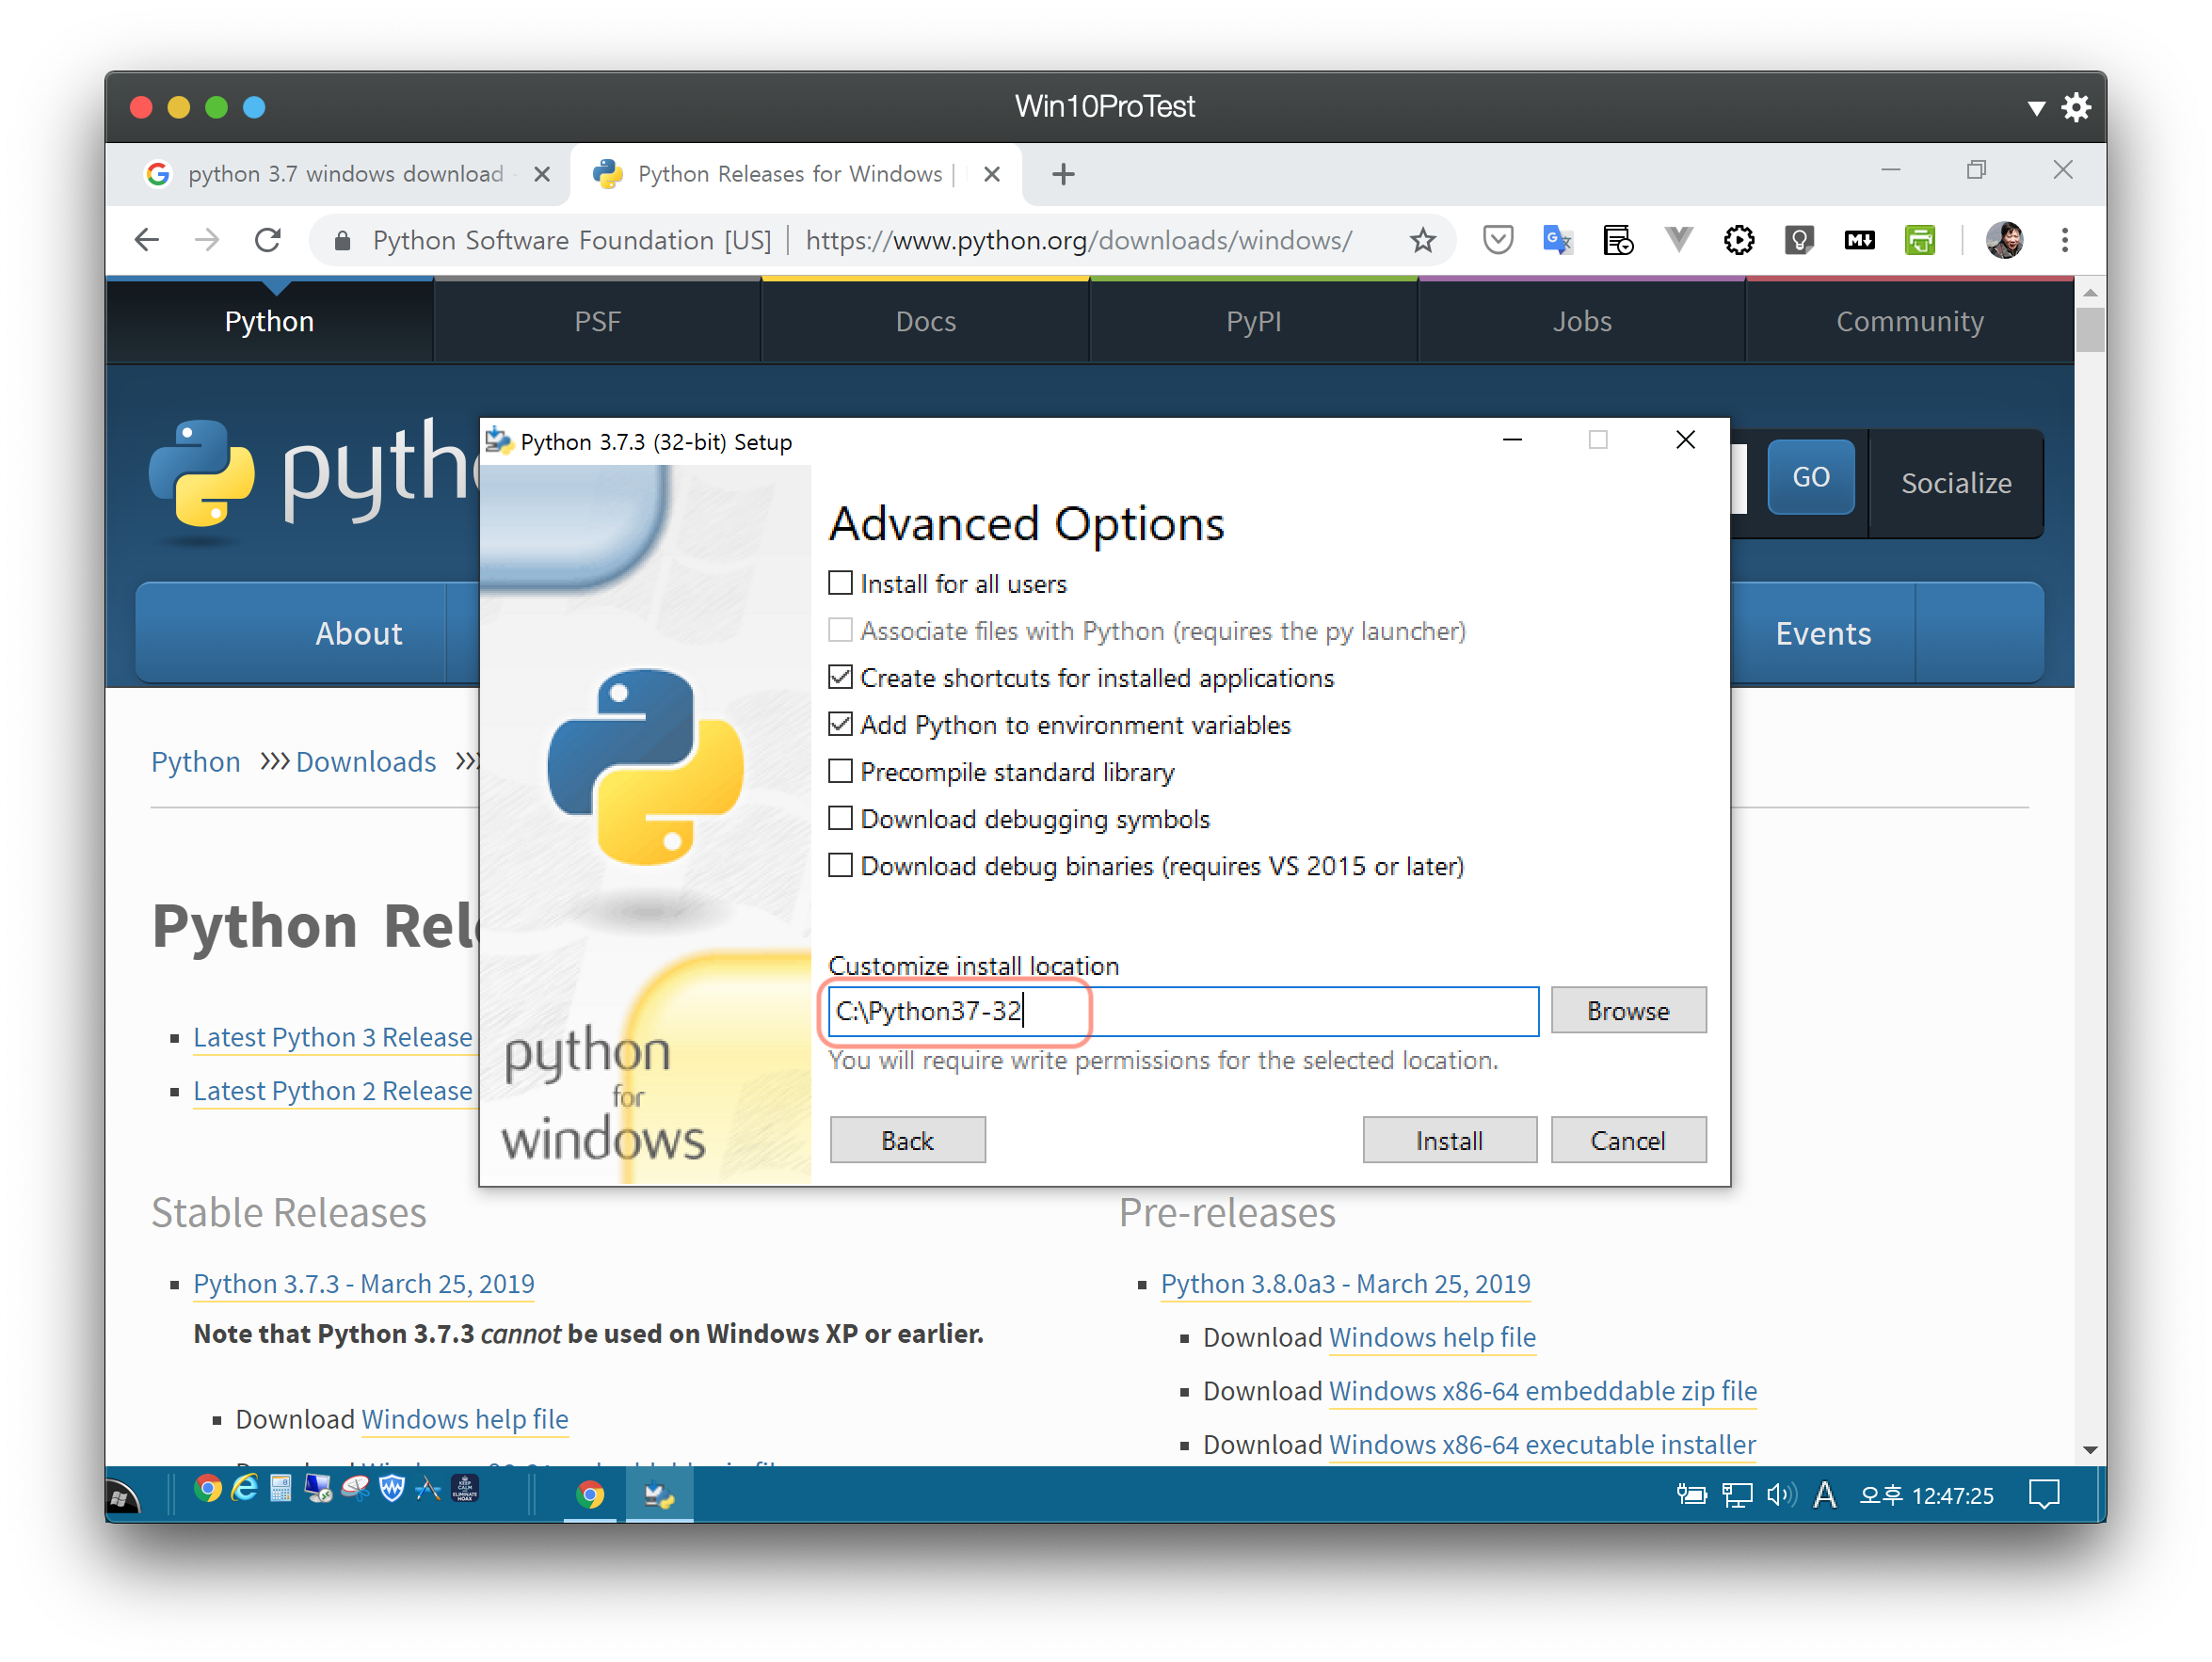 Win10ProTest
python 3.7 windows download
Python Releases for Windows |
Python Software Foundation [US] | https://www.python.org/downloads/windows/
Python
PSF
Docs
PyPI
Jobs
Community
GO
Socialize
About
Events
Python >>> Downloads >>>
Python
Latest Python 3 Release
Latest Python 2 Release
Python 3.7.3 (32-bit) Setup
Advanced Options
Install for all users
Associate files with Python (requires the py launcher)
Create shortcuts for installed applications
Add Python to environment variables
Precompile standard library
Download debugging symbols
Download debug binaries (requires VS 2015 or later)
Customize install location
C:\Python37-32
Browse
You will require write permissions for the selected location.
Back
Install
Cancel
python
for
windows
Stable Releases
Python 3.7.3 - March 25, 2019
Note that Python 3.7.3 cannot be used on Windows XP or earlier.
Download Windows help file
Pre-releases
Python 3.8.0a3 - March 25, 2019
Download Windows help file
Download Windows x86-64 embeddable zip file
Download Windows x86-64 executable installer
KEEP
CALM
AND
ELIMINATE
HOAX
A
오후 12:47:25